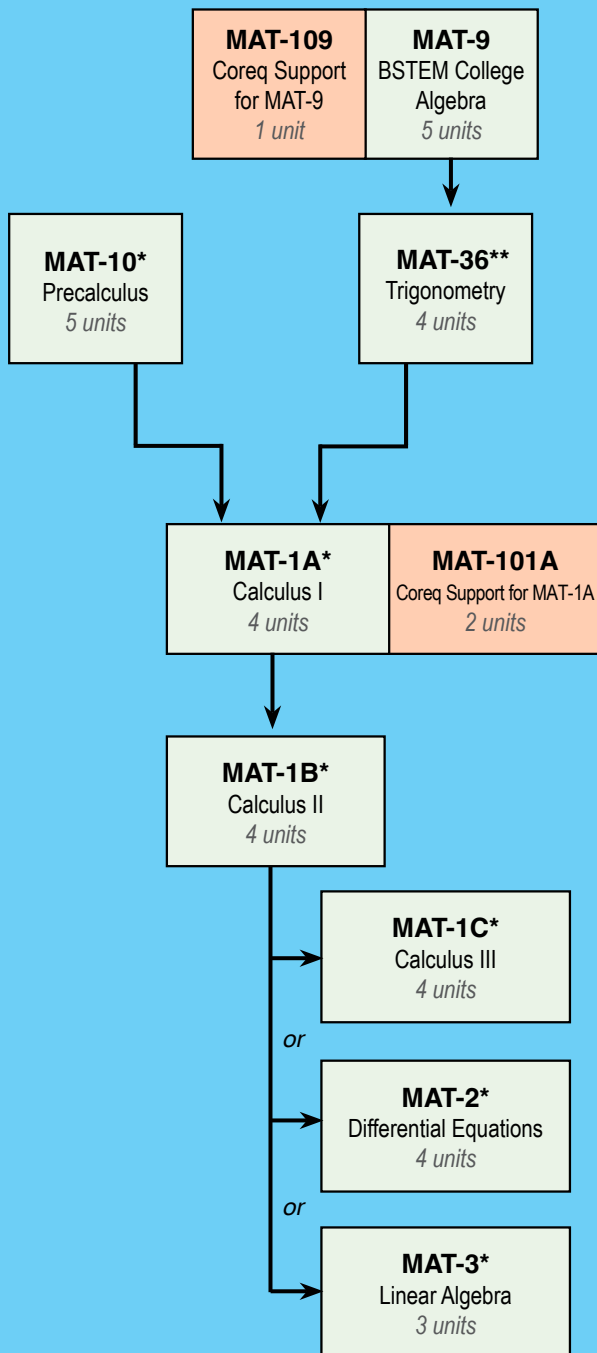 MAT-109
Coreq Support
for MAT-9
1 unit
MAT-9
BSTEM College
Algebra
5 units
MAT-10*
Precalculus
5 units
MAT-36**
Trigonometry
4 units
MAT-1A*
Calculus I
4 units
MAT-101A
Coreq Support for MAT-1A
2 units
MAT-1B*
Calculus II
4 units
MAT-1C*
Calculus III
4 units
or
MAT-2*
Differential Equations
4 units
or
MAT-3*
Linear Algebra
3 units